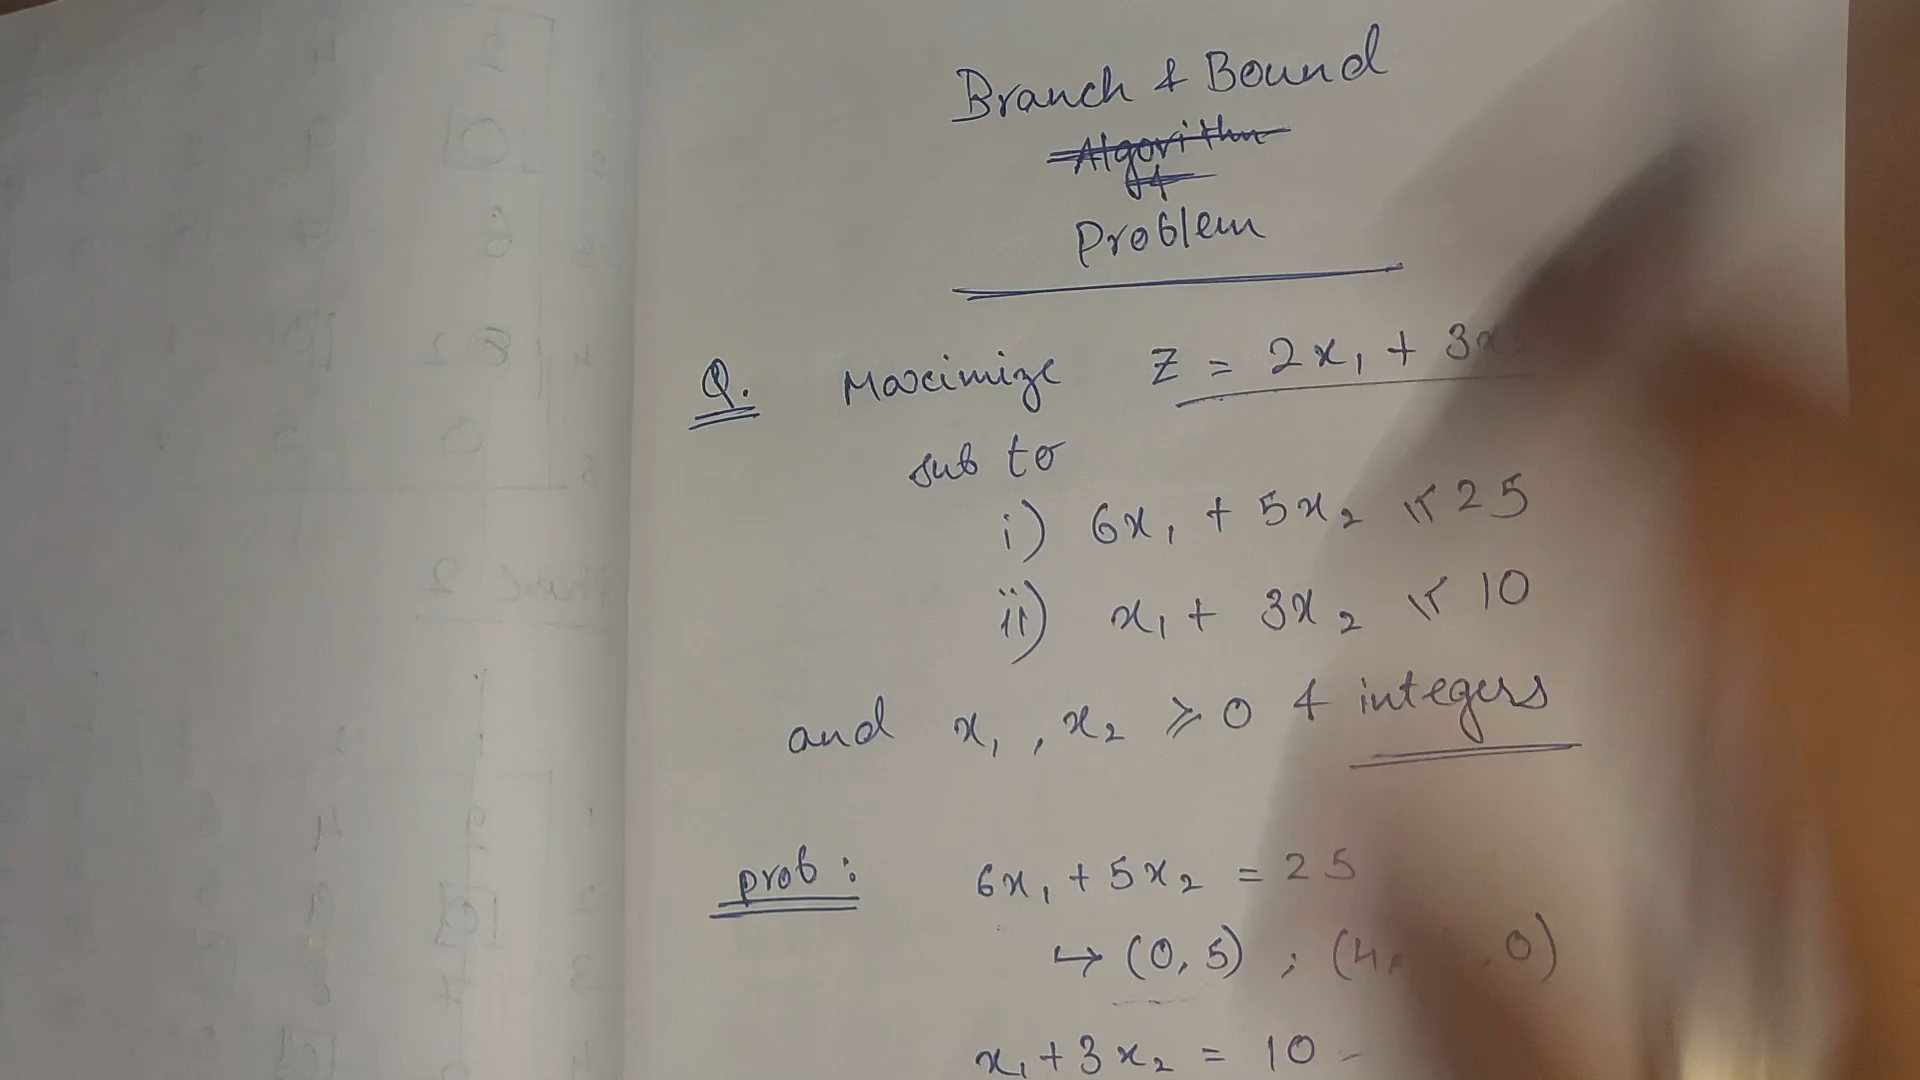 Branch & Bound
Problem
Q. Maximize Z = 2x₁ + 3x
sub to
i) 6x₁ + 5x₂ ≤ 25
ii) x₁ + 3x₂ ≤ 10
and x₁, x₂ ≥ 0 & integers
prob: 6x₁ + 5x₂ = 25
↳ (0, 5) ; (4 , 0)
x₁ + 3x₂ = 10